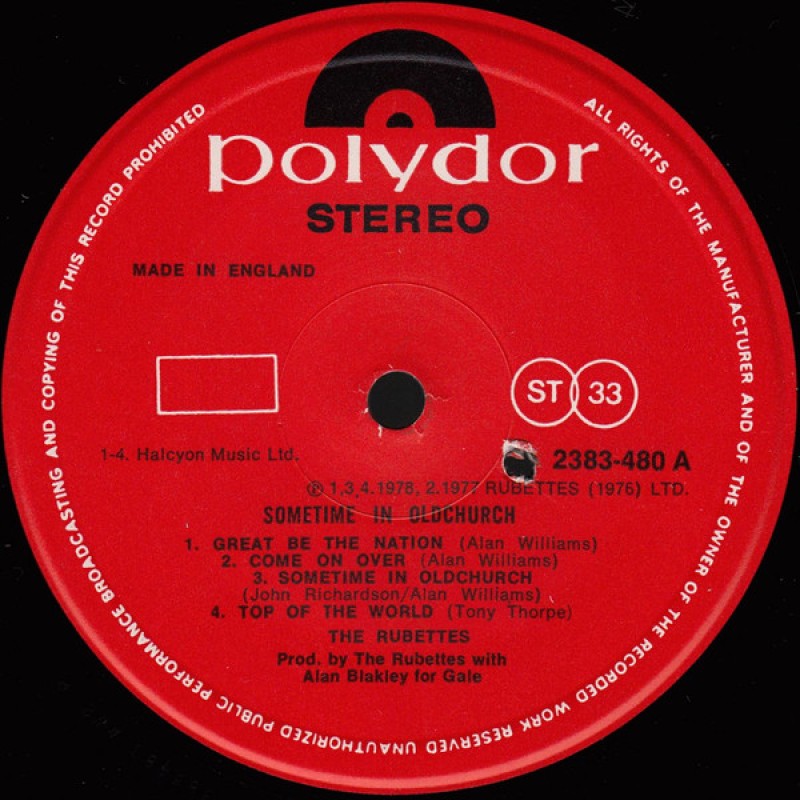 polydor
STEREO
MADE IN ENGLAND
ST 33
1-4. Halcyon Music Ltd.
2383-480 A
℗ 1,3,4.1978, 2.1977 RUBETTES (1976) LTD.
SOMETIME IN OLDCHURCH
1. GREAT BE THE NATION (Alan Williams)
2. COME ON OVER (Alan Williams)
3. SOMETIME IN OLDCHURCH
(John Richardson/Alan Williams)
4. TOP OF THE WORLD (Tony Thorpe)
THE RUBETTES
Prod. by The Rubettes with
Alan Blakley for Gale
ALL RIGHTS OF THE MANUFACTURER AND OF THE OWNER OF THE RECORDED WORK RESERVED UNAUTHORIZED PUBLIC PERFORMANCE BROADCASTING AND COPYING OF THIS RECORD PROHIBITED